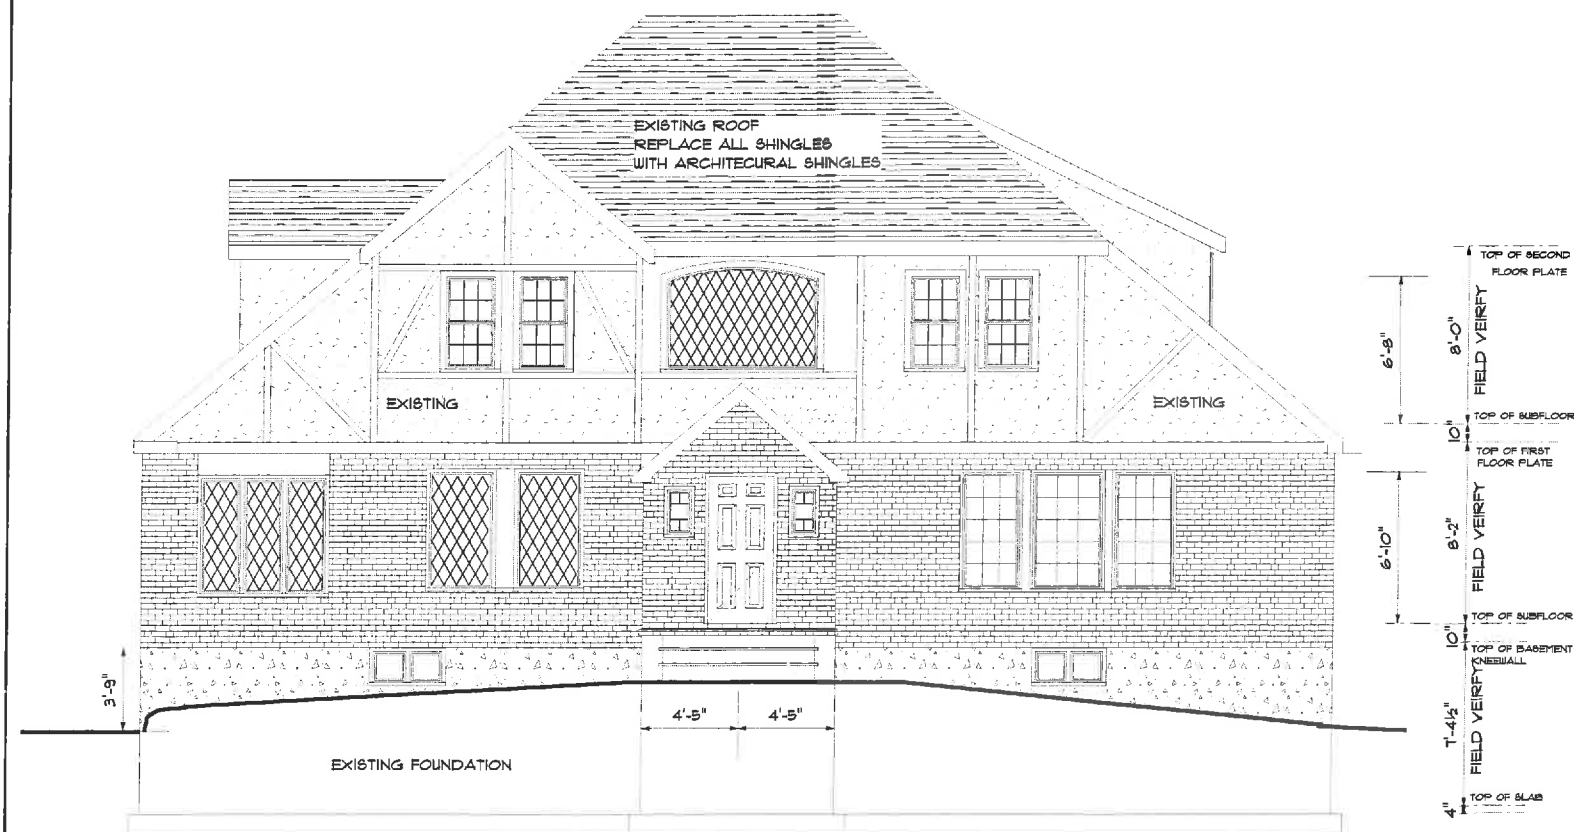 EXISTING ROOF
REPLACE ALL SHINGLES
WITH ARCHITECURAL SHINGLES
EXISTING
EXISTING
EXISTING FOUNDATION
3'-9"
4'-5"
4'-5"
6'-8"
6'-10"
TOP OF SECOND
FLOOR PLATE
8'-0"
FIELD VEIRFY
TOP OF SUBFLOOR
10"
TOP OF FIRST
FLOOR PLATE
8'-2"
FIELD VEIRFY
TOP OF SUBFLOOR
10"
TOP OF BASEMENT
KNEEWALL
7'-4½"
FIELD VEIRFY
TOP OF SLAB
4"